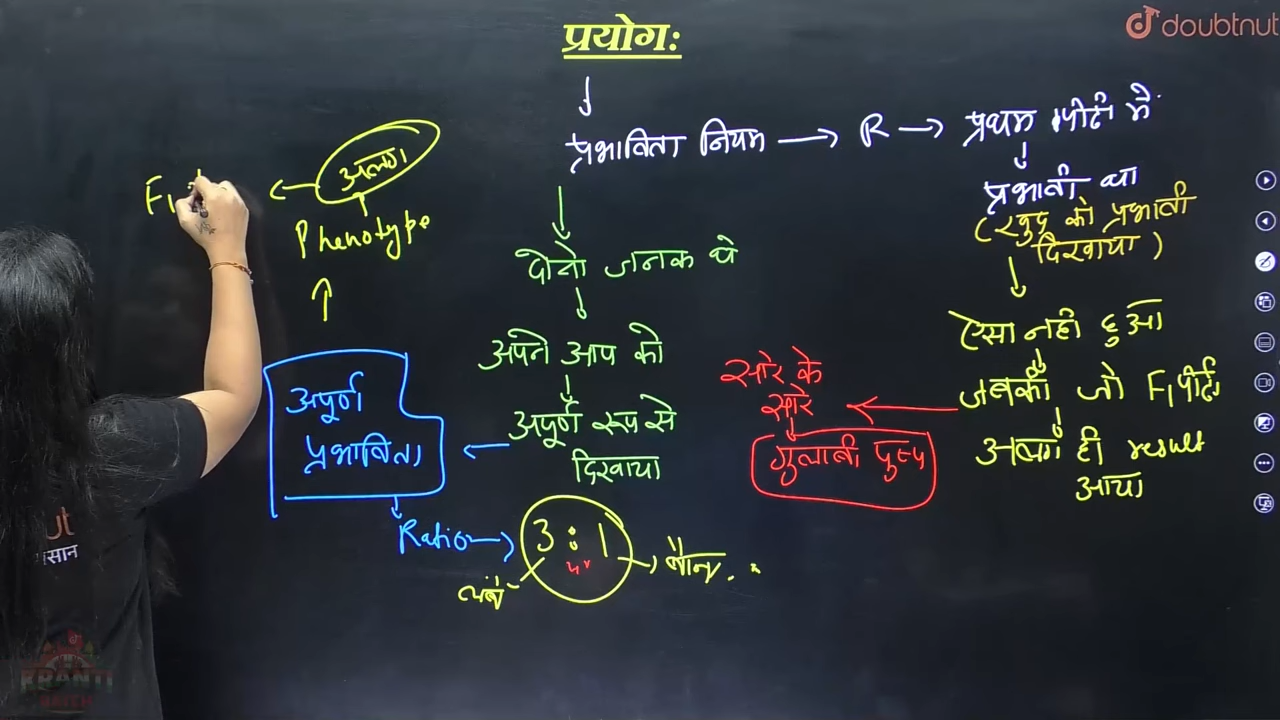 doubtnut
प्रयोग:
प्रभाविता नियम → R → प्रथम पीढी में
प्रभावी था
(खुद को प्रभावी
दिखाया)
ऐसा नहीं हुआ
जबकी जो F₁ पीढी
अलग ही result
आया
सारे के
सारे
गुलाबी पुष्प
दोनो जनक थे
अपने आप को
अपूर्ण रूप से
दिखाया
अपूर्ण
प्रभाविता
Ratio → 3 : 1
बौना
Phenotype
अलग
F₁